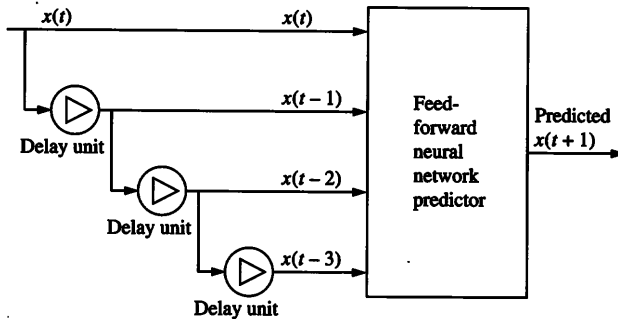 x(t)
x(t)
x(t − 1)
Delay unit
x(t − 2)
Delay unit
x(t − 3)
Delay unit
Feed-
forward
neural
network
predictor
Predicted
x(t + 1)